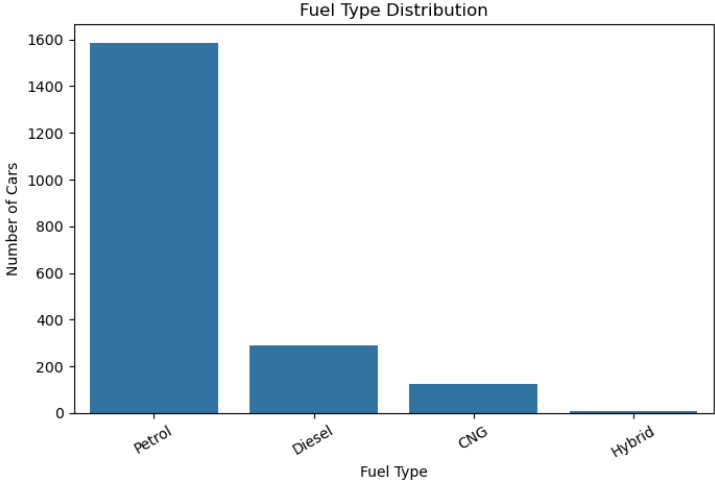 Fuel Type Distribution
Number of Cars
1600
1400
1200
1000
800
600
400
200
0
Petrol
Diesel
CNG
Hybrid
Fuel Type